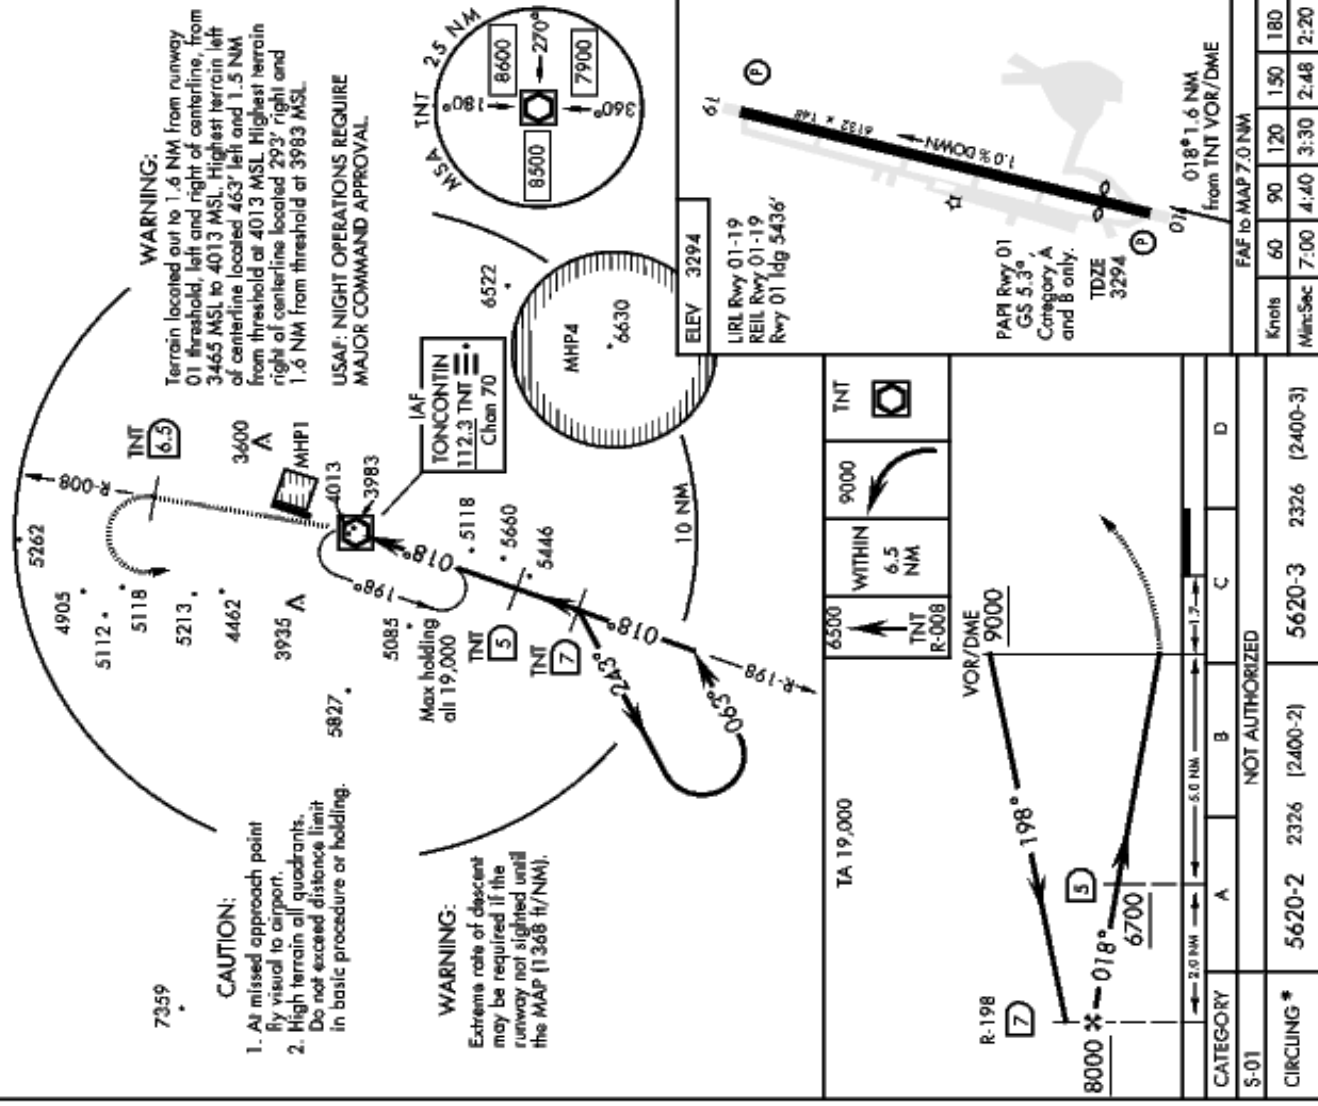 WARNING:
Terrain located out to 1.6 NM from runway
01 threshold, left and right of centerline, from
3465 MSL to 4013 MSL. Highest terrain left
of centerline located 463' left and 1.5 NM
from threshold at 4013 MSL. Highest terrain
right of centerline located 293' right and
1.6 NM from threshold at 3983 MSL.
USAF: NIGHT OPERATIONS REQUIRE
MAJOR COMMAND APPROVAL.
MSA TNT 25 NM
8600
270°
7900
180°
360°
8500
5262
R-008
TNT
6.5
3600
MHP1
4013
3983
IAF
TONCONTIN
112.3 TNT
Chan 70
6522
MHP4
6630
4905
5112
5118
5213
4462
3935
5085
5827
198°
018°
5118
5660
5446
10 NM
Max holding
all 19,000
TNT
5
TNT
7
018°
243°
063°
R-198
7359
CAUTION:
1. At missed approach point
fly visual to airport.
2. High terrain all quadrants.
Do not exceed distance limit
in basic procedure or holding.
WARNING:
Extreme rate of descent
may be required if the
runway not sighted until
the MAP (1368 ft/NM).
ELEV 3294
LIRL Rwy 01-19
REIL Rwy 01-19
Rwy 01 ldg 5436'
19
P
6132 x 148
1.0% DOWN
PAPI Rwy 01
GS 5.3°
Category A
and B only.
TDZE
3294
P
01
018° 1.6 NM
from TNT VOR/DME
FAF to MAP 7.0 NM
Knots 60 90 120 150 180
Min:Sec 7:00 4:40 3:30 2:48 2:20
TA 19,000
6500
TNT
R-008
WITHIN
6.5
NM
9000
TNT
VOR/DME
9000
R-198
7
198°
5
8000
018°
6700
2.0 NM
5.0 NM
1.7
CATEGORY A B C D
S-01 NOT AUTHORIZED
CIRCLING * 5620-2 2326 (2400-2) 5620-3 2326 (2400-3)